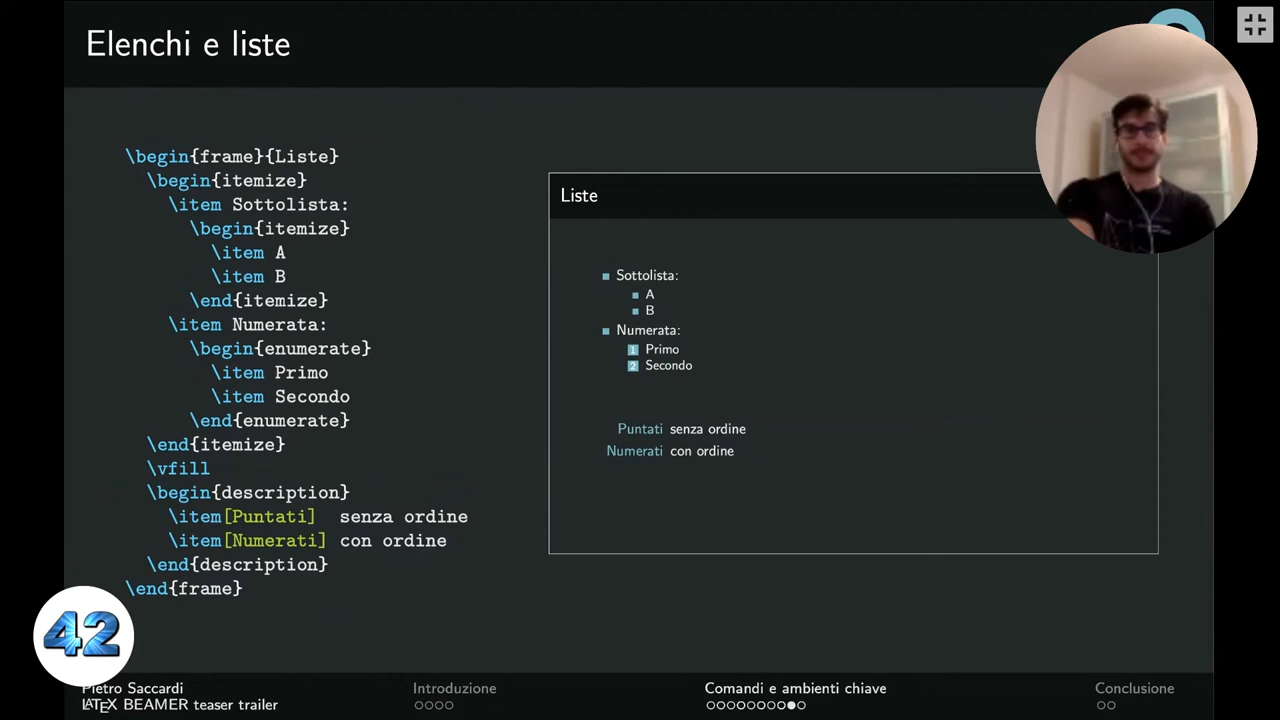 Elenchi e liste
\begin{frame}{Liste}
\begin{itemize}
\item Sottolista:
\begin{itemize}
\item A
\item B
\end{itemize}
\item Numerata:
\begin{enumerate}
\item Primo
\item Secondo
\end{enumerate}
\end{itemize}
\vfill
\begin{description}
\item[Puntati] senza ordine
\item[Numerati] con ordine
\end{description}
\end{frame}
Liste
Sottolista:
A
B
Numerata:
1 Primo
2 Secondo
Puntati senza ordine
Numerati con ordine
42
Pietro Saccardi
LATEX BEAMER teaser trailer
Introduzione
Comandi e ambienti chiave
Conclusione